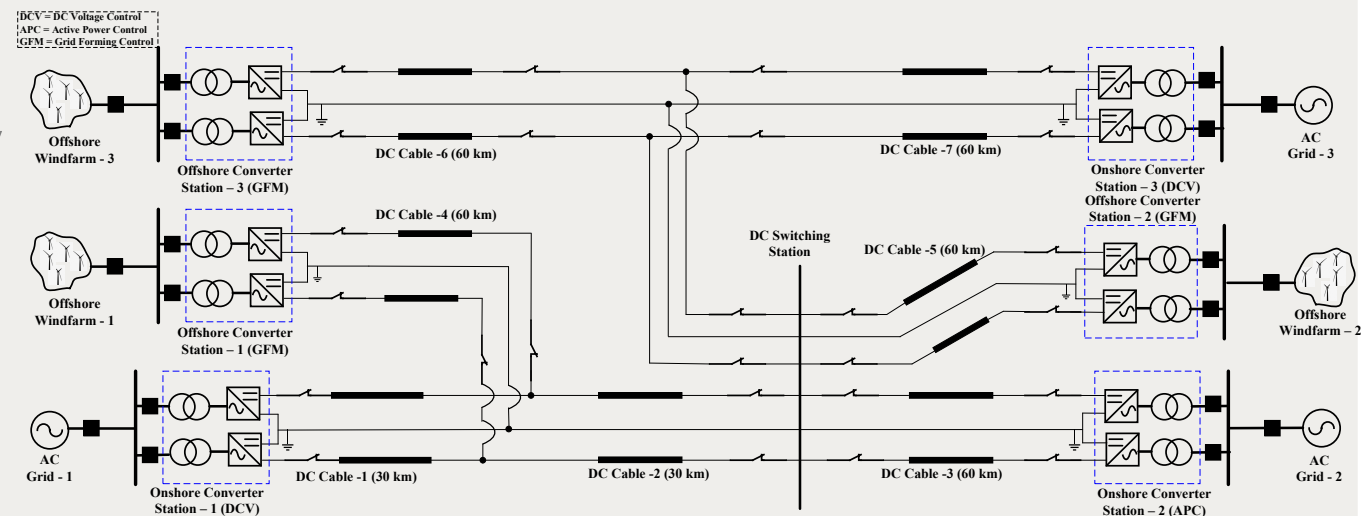 DCV = DC Voltage Control
APC = Active Power Control
GFM = Grid Forming Control
Offshore
Windfarm - 3
Offshore Converter
Station – 3 (GFM)
DC Cable -6 (60 km)
DC Cable -7 (60 km)
Onshore Converter
Station – 3 (DCV)
AC
Grid - 3
Offshore Converter
Station – 2 (GFM)
Offshore
Windfarm – 2
DC Cable -5 (60 km)
DC Switching
Station
DC Cable -4 (60 km)
Offshore
Windfarm - 1
Offshore Converter
Station – 1 (GFM)
AC
Grid - 1
Onshore Converter
Station – 1 (DCV)
DC Cable -1 (30 km)
DC Cable -2 (30 km)
DC Cable -3 (60 km)
Onshore Converter
Station – 2 (APC)
AC
Grid - 2